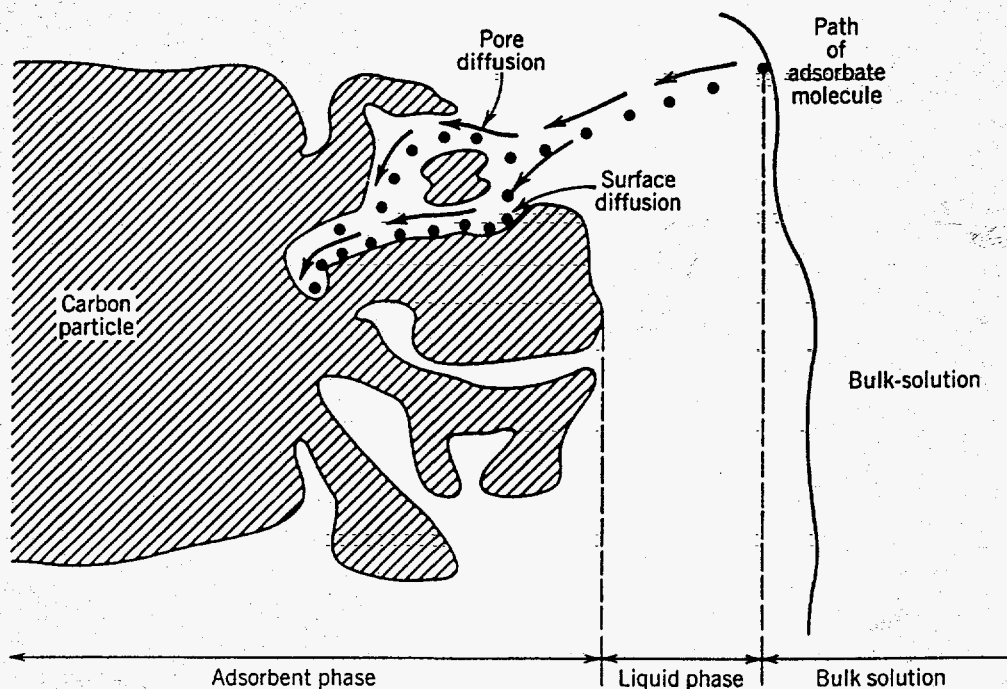 Path
of
adsorbate
molecule
Pore
diffusion
Surface
diffusion
Carbon
particle
Bulk-solution
Adsorbent phase
Liquid phase
Bulk solution